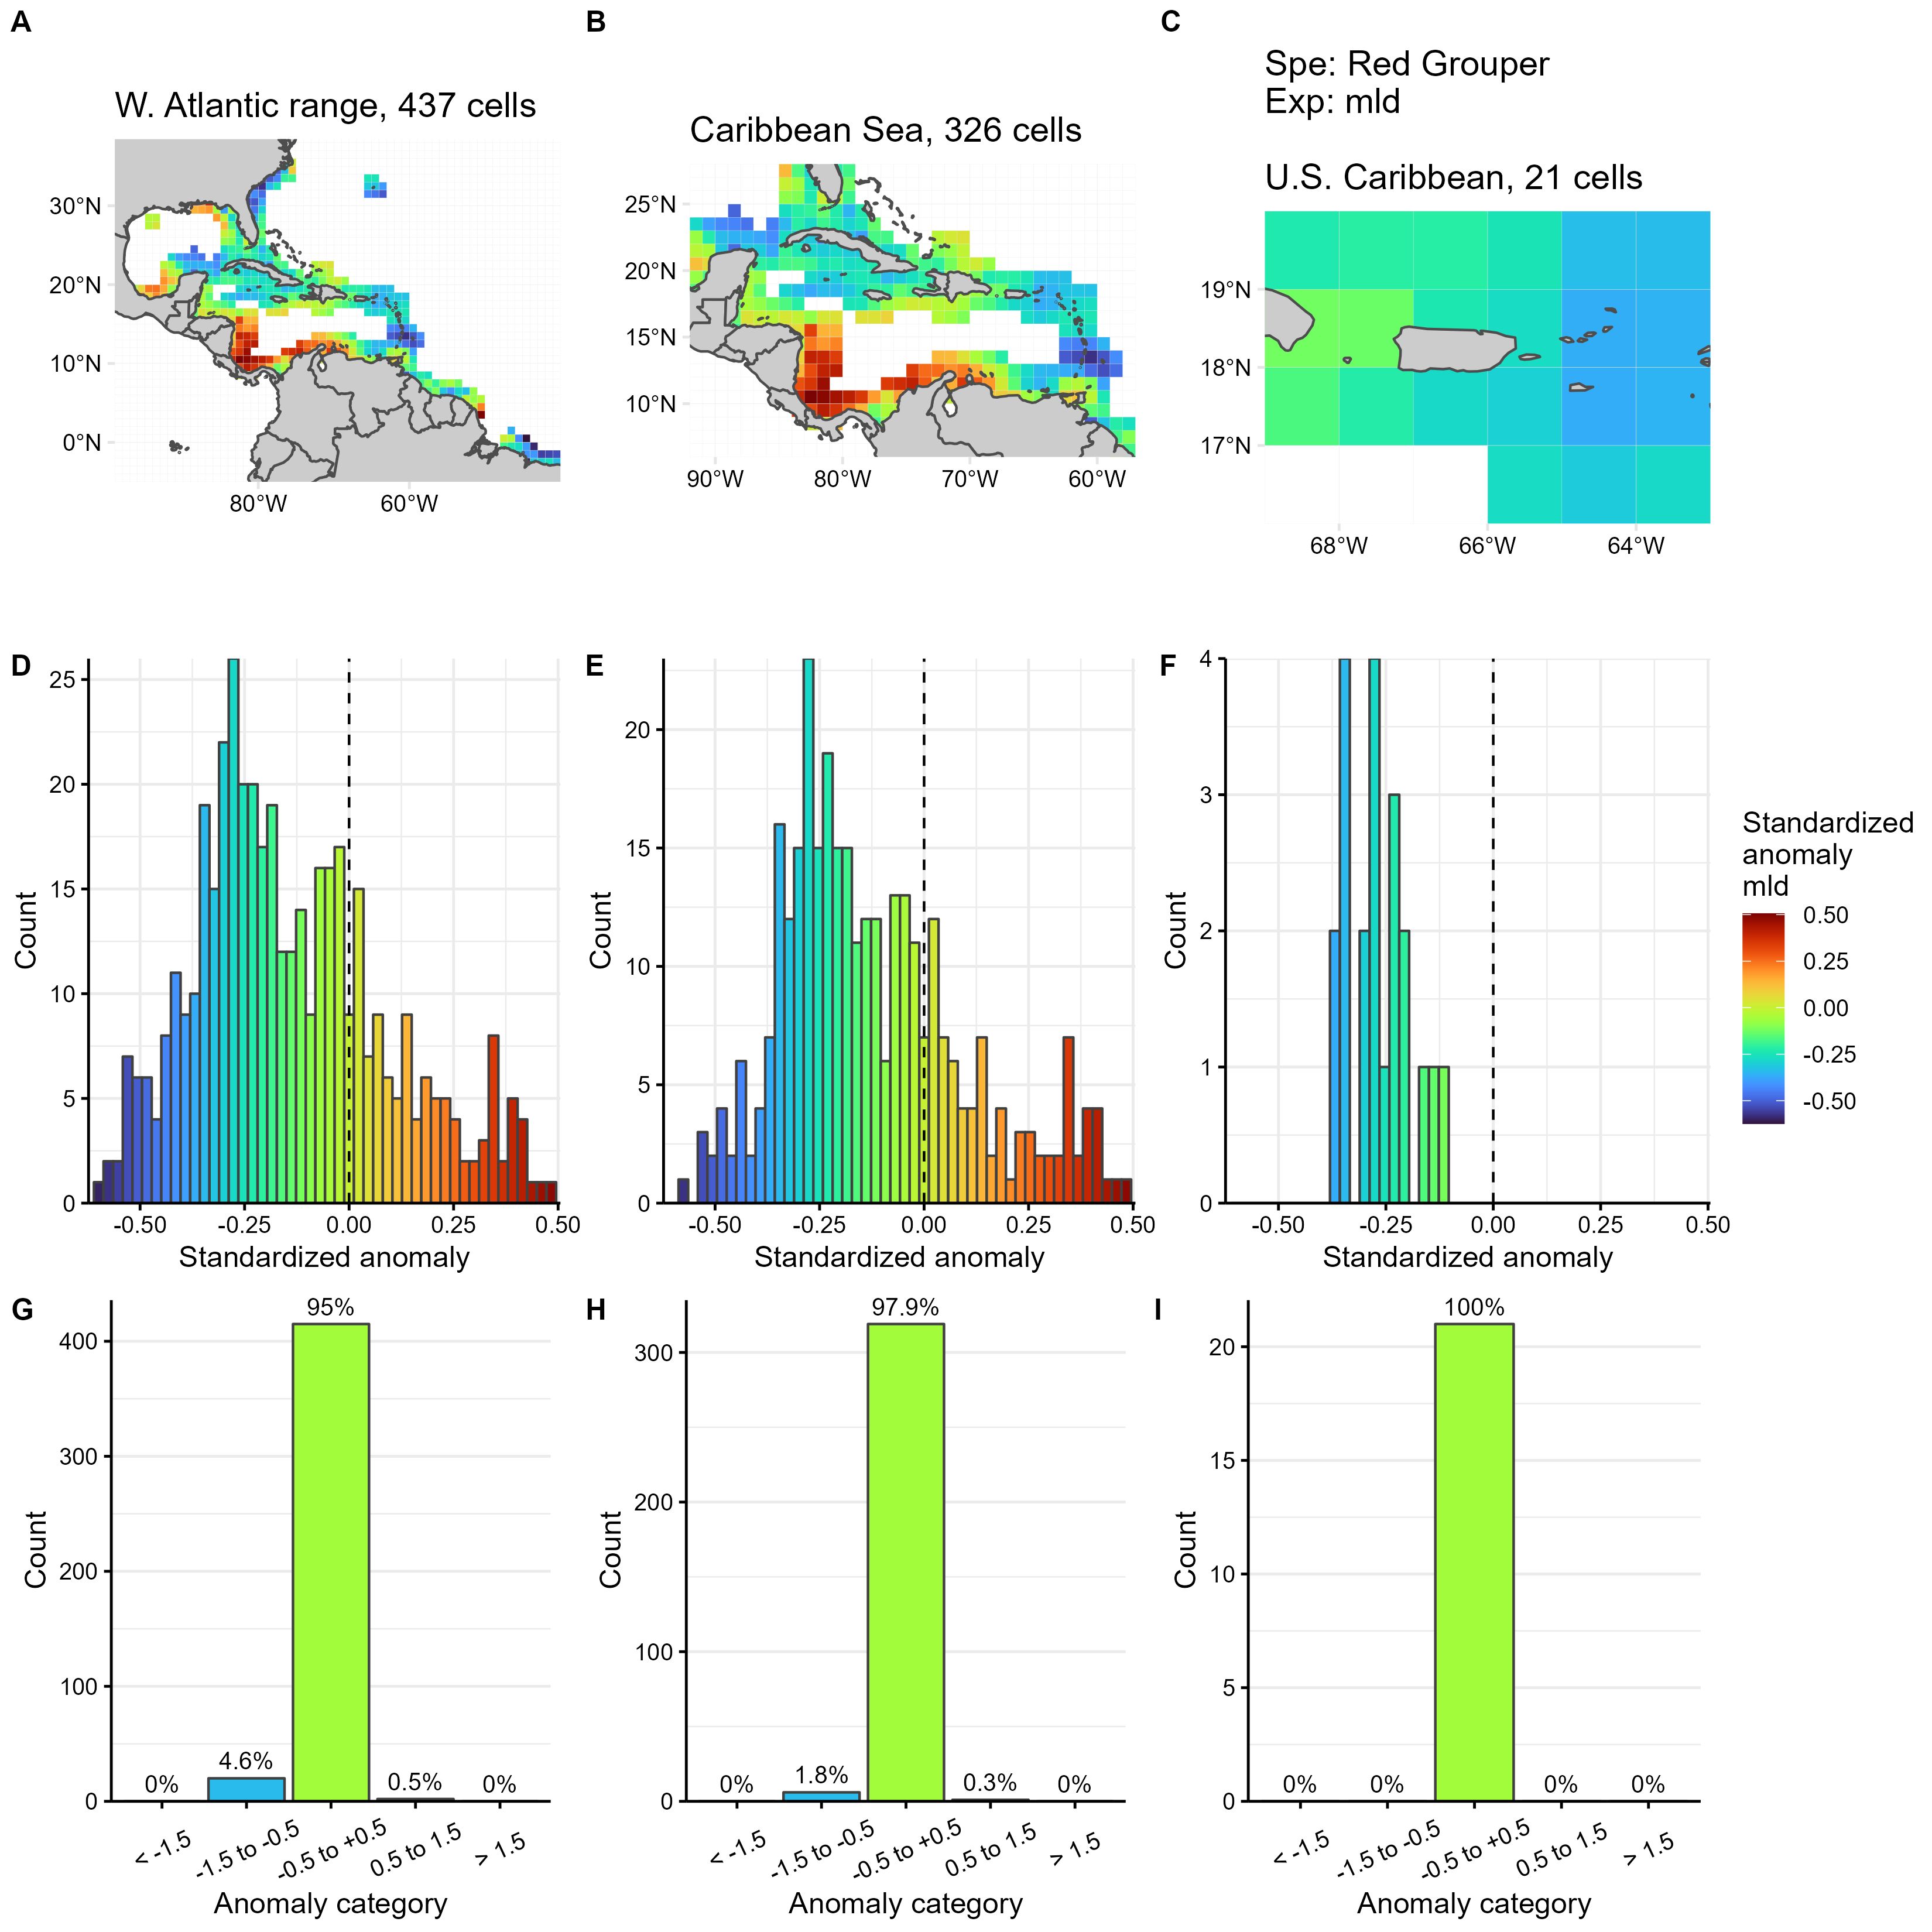 A
B
C
W. Atlantic range, 437 cells
Caribbean Sea, 326 cells
Spe: Red Grouper
Exp: mld
U.S. Caribbean, 21 cells
30°N
20°N
10°N
0°N
80°W
60°W
25°N
20°N
15°N
10°N
90°W
80°W
70°W
60°W
19°N
18°N
17°N
68°W
66°W
64°W
D
Count
25
20
15
10
5
0
-0.50
-0.25
0.00
0.25
0.50
Standardized anomaly
E
Count
20
15
10
5
0
-0.50
-0.25
0.00
0.25
0.50
Standardized anomaly
F
Count
4
3
2
1
0
-0.50
-0.25
0.00
0.25
0.50
Standardized anomaly
Standardized
anomaly
mld
0.50
0.25
0.00
-0.25
-0.50
G
Count
400
300
200
100
0
0%
4.6%
95%
0.5%
0%
< -1.5
-1.5 to -0.5
-0.5 to +0.5
0.5 to 1.5
> 1.5
Anomaly category
H
Count
300
200
100
0
0%
1.8%
97.9%
0.3%
0%
< -1.5
-1.5 to -0.5
-0.5 to +0.5
0.5 to 1.5
> 1.5
Anomaly category
I
Count
20
15
10
5
0
0%
0%
100%
0%
0%
< -1.5
-1.5 to -0.5
-0.5 to +0.5
0.5 to 1.5
> 1.5
Anomaly category